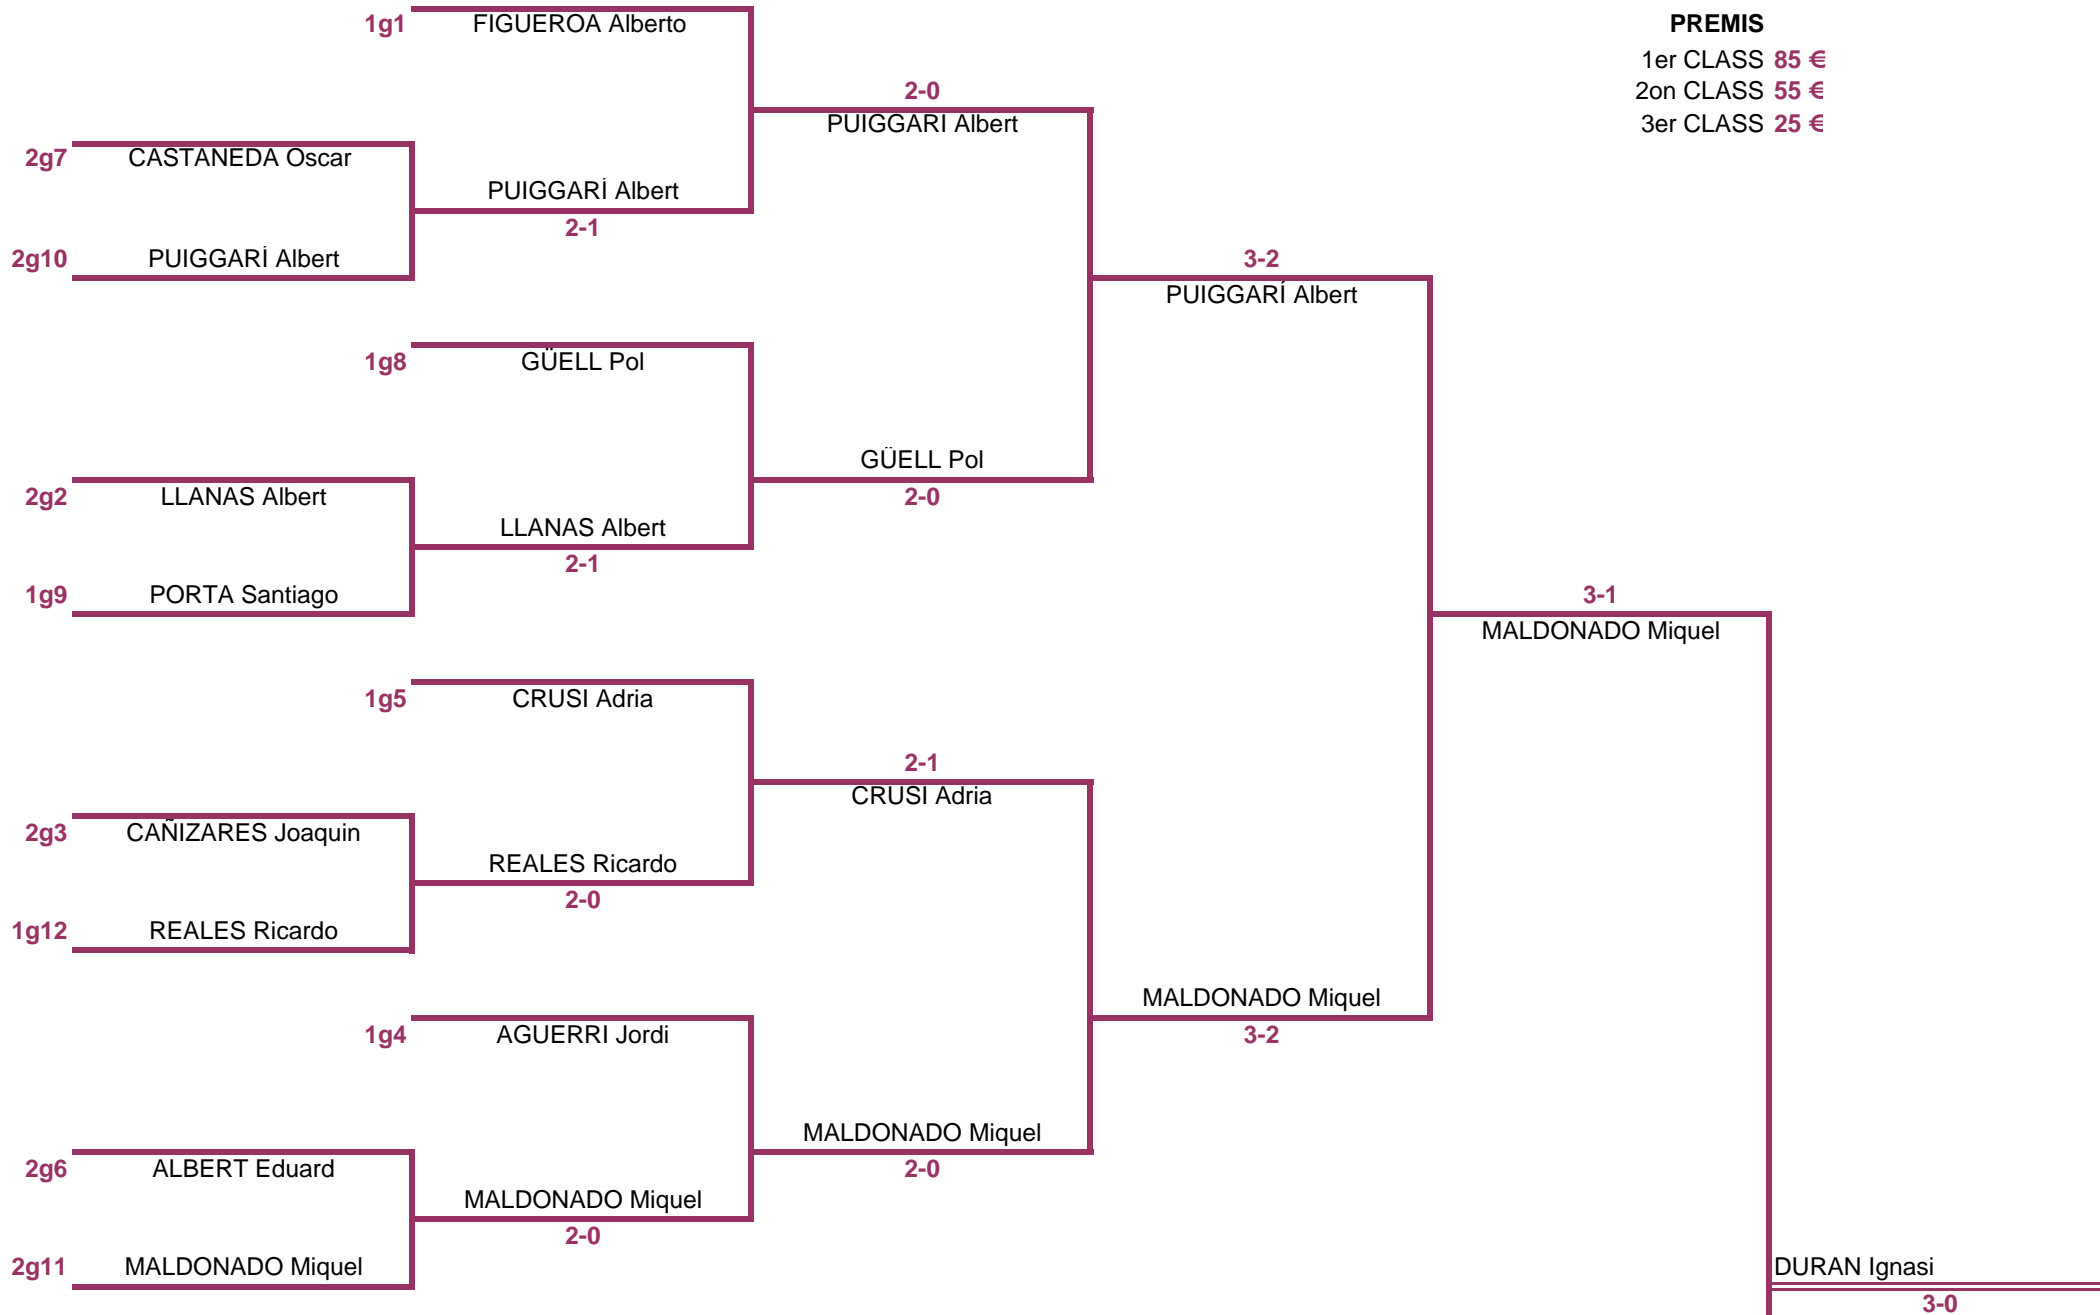 1g1 FIGUEROA Alberto
PREMIS
1er CLASS 85 €
2on CLASS 55 €
3er CLASS 25 €
2-0
PUIGGARÍ Albert
2g7 CASTANEDA Oscar
PUIGGARÍ Albert
2-1
2g10 PUIGGARÍ Albert
3-2
PUIGGARÍ Albert
1g8 GÜELL Pol
GÜELL Pol
2-0
2g2 LLANAS Albert
LLANAS Albert
2-1
1g9 PORTA Santiago
3-1
MALDONADO Miquel
1g5 CRUSI Adria
2-1
CRUSI Adria
2g3 CAÑIZARES Joaquin
REALES Ricardo
2-0
1g12 REALES Ricardo
MALDONADO Miquel
3-2
1g4 AGUERRI Jordi
MALDONADO Miquel
2-0
2g6 ALBERT Eduard
MALDONADO Miquel
2-0
2g11 MALDONADO Miquel
DURAN Ignasi
3-0